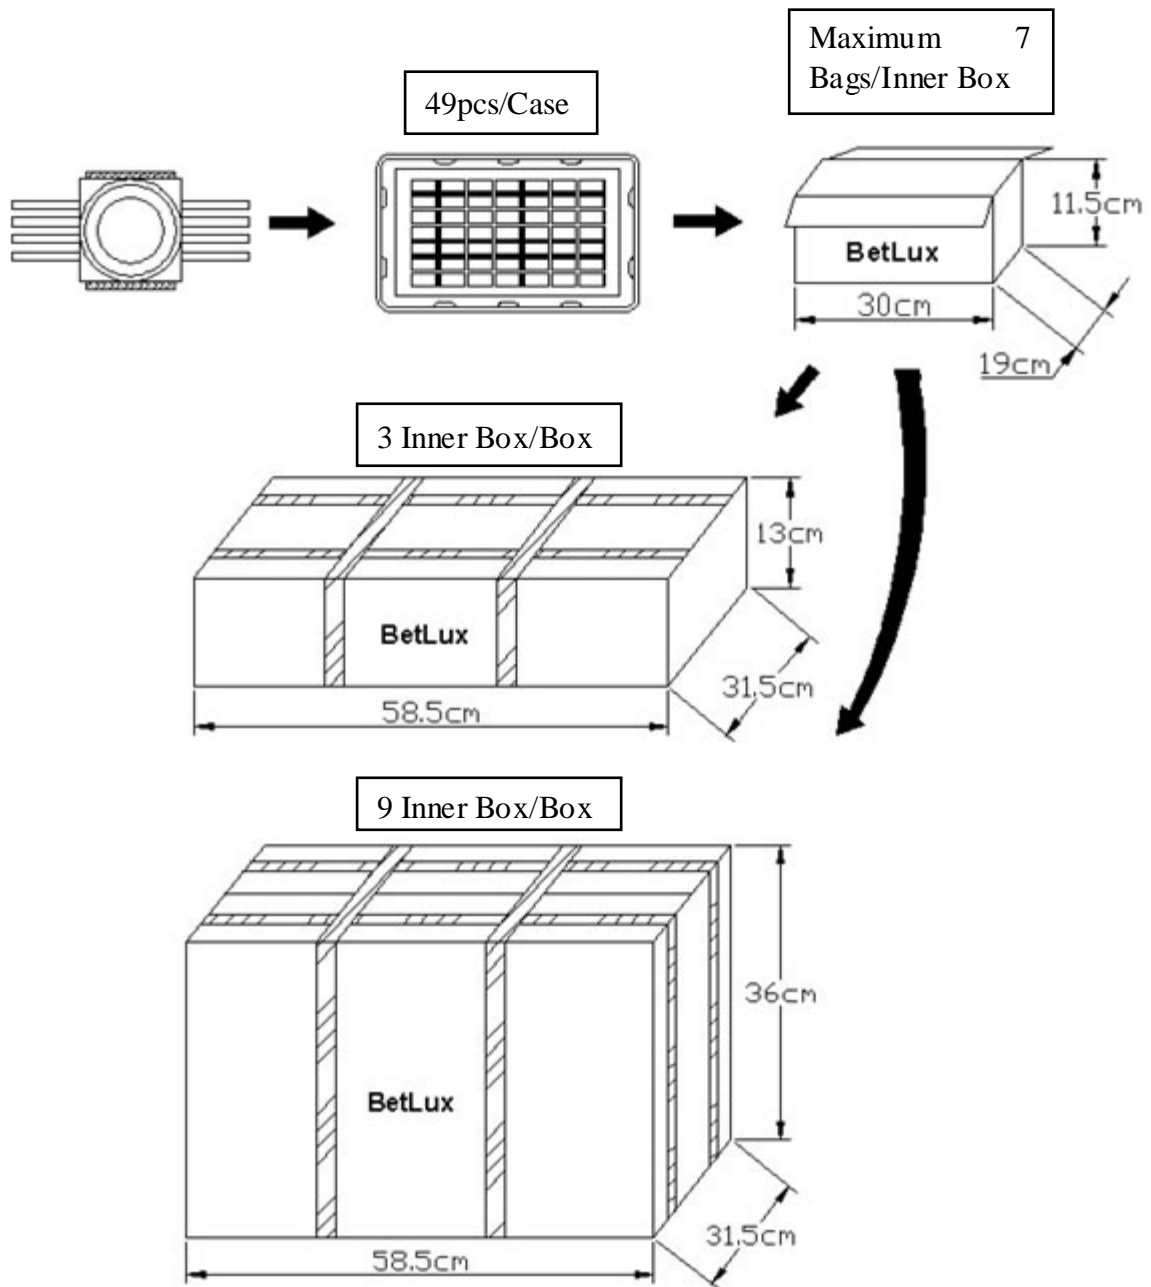 Maximum 7
Bags/Inner Box
49pcs/Case
11.5cm
BetLux
30cm
19cm
3 Inner Box/Box
13cm
BetLux
31.5cm
58.5cm
9 Inner Box/Box
36cm
BetLux
31.5cm
58.5cm